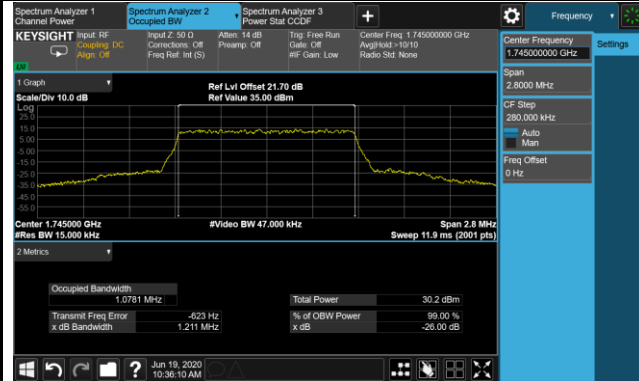 Spectrum Analyzer 1
Channel Power
Spectrum Analyzer 2
Occupied BW
Spectrum Analyzer 3
Power Stat CCDF
Frequency
KEYSIGHT
Input: RF
Coupling: DC
Align: Off
Input Z: 50 Ω
Corrections: Off
Freq Ref: Int (S)
Atten: 14 dB
Preamp: Off
Trig: Free Run
Gate: Off
#IF Gain: Low
Center Freq: 1.745000000 GHz
Avg|Hold:>10/10
Radio Std: None
LXI
Center Frequency
1.745000000 GHz
Settings
Span
2.8000 MHz
CF Step
280.000 kHz
Auto
Man
Freq Offset
0 Hz
1 Graph
Scale/Div 10.0 dB
Ref Lvl Offset 21.70 dB
Ref Value 35.00 dBm
Log
25.0
15.0
5.00
-5.00
-15.0
-25.0
-35.0
-45.0
-55.0
Center 1.745000 GHz
#Res BW 15.000 kHz
#Video BW 47.000 kHz
Span 2.8 MHz
Sweep 11.9 ms (2001 pts)
2 Metrics
Occupied Bandwidth
1.0781 MHz
Total Power 30.2 dBm
Transmit Freq Error -623 Hz
% of OBW Power 99.00 %
x dB Bandwidth 1.211 MHz
x dB -26.00 dB
?
Jun 19, 2020
10:36:10 AM